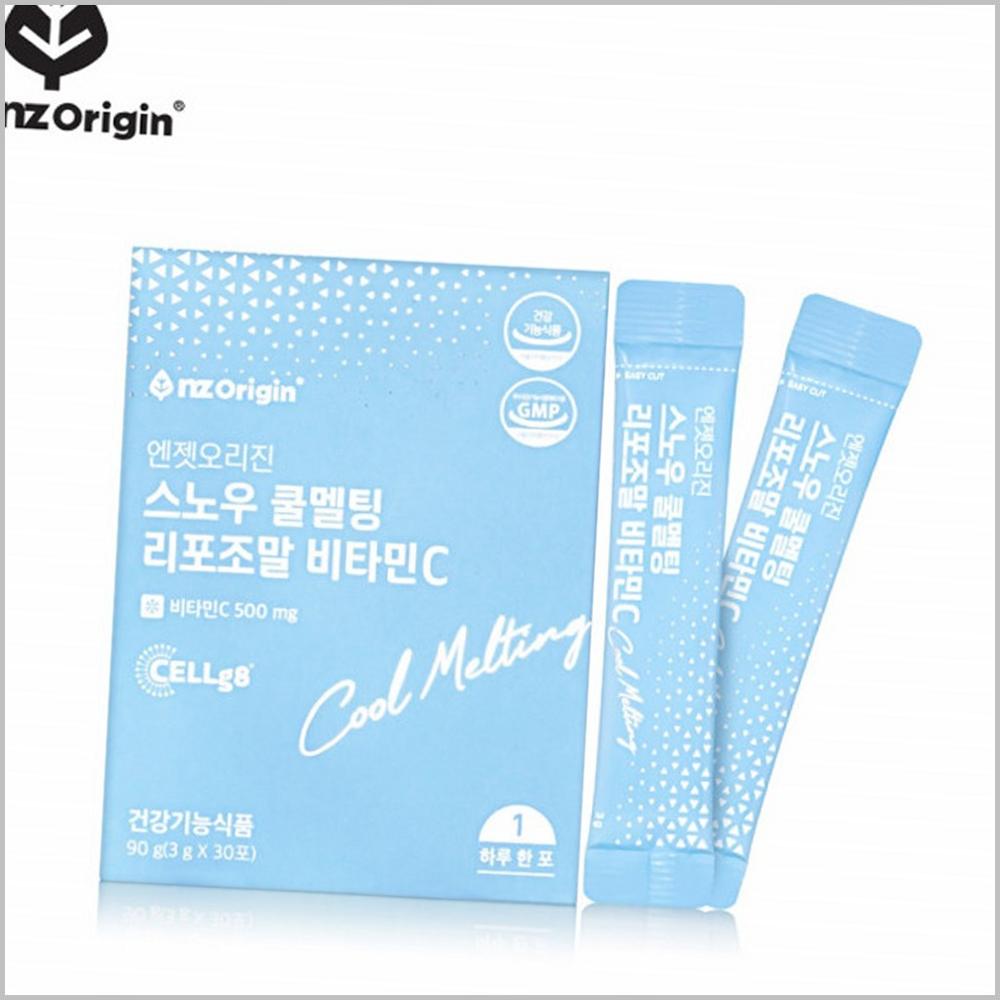 nzOrigin®
nzOrigin®
건강
기능식품
GMP
엔젯오리진
스노우 쿨멜팅
리포조말 비타민C
비타민C 500 mg
CELLg8®
Cool Melting
건강기능식품
90 g(3 g X 30포)
1
하루 한 포
EASY CUT
엔젯오리진
스노우 쿨멜팅
리포조말 비타민C
Cool Melting
3g
EASY CUT
엔젯오리진
스노우 쿨멜팅
리포조말 비타민C